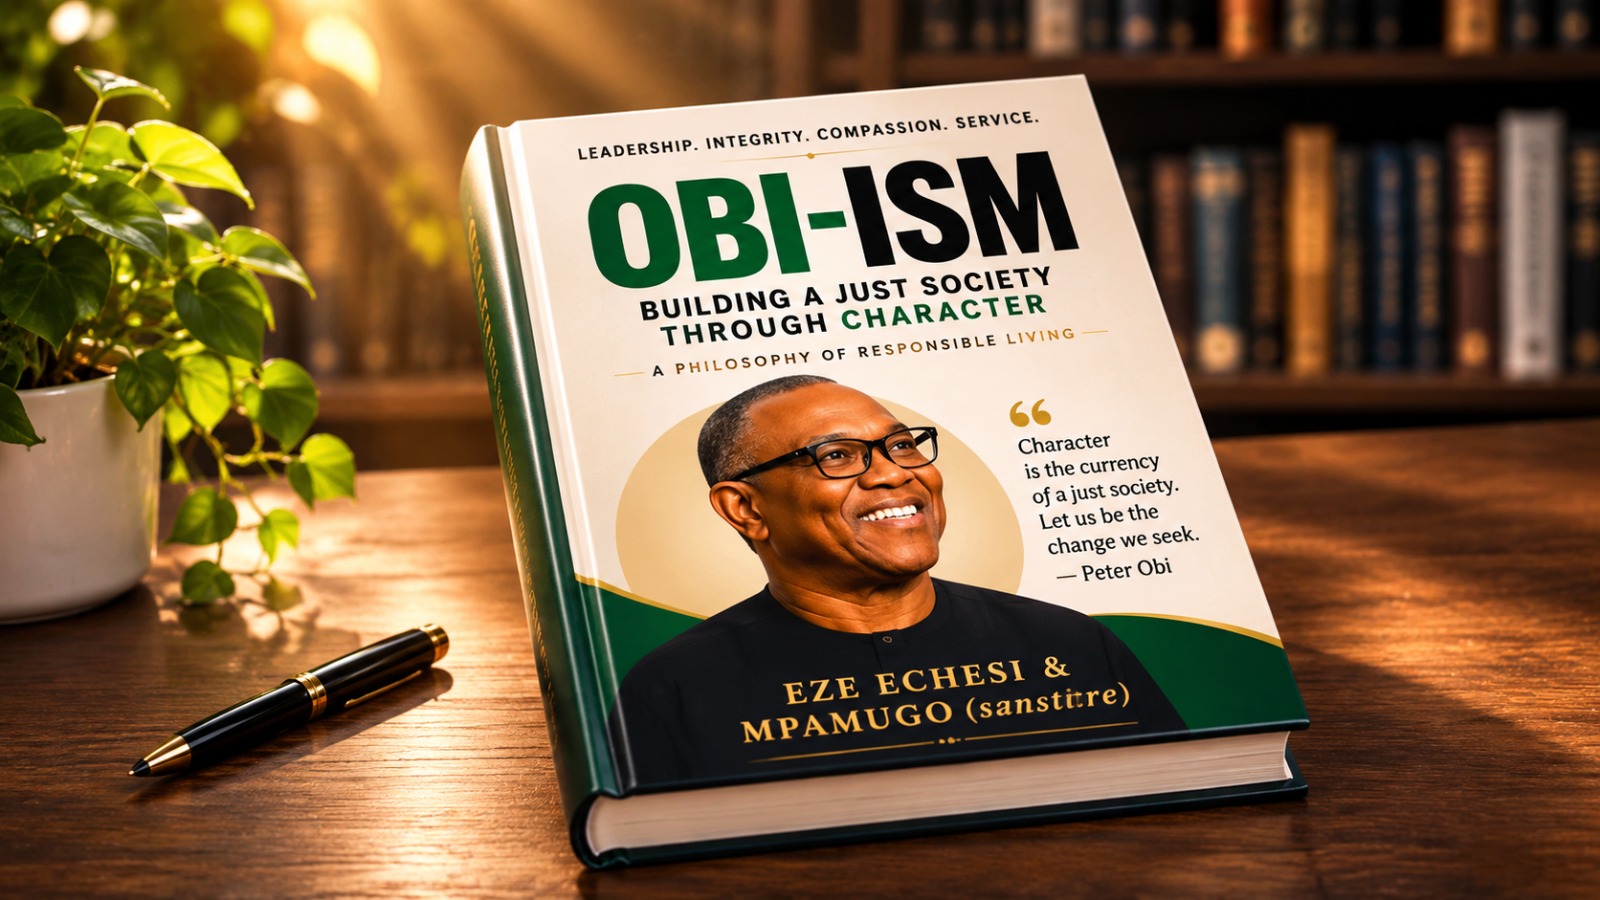 LEADERSHIP. INTEGRITY. COMPASSION. SERVICE.
OBI-ISM
BUILDING A JUST SOCIETY
THROUGH CHARACTER
A PHILOSOPHY OF RESPONSIBLE LIVING
“
Character
is the currency
of a just society.
Let us be the
change we seek.
— Peter Obi
EZE ECHESI &
MPAMUGO